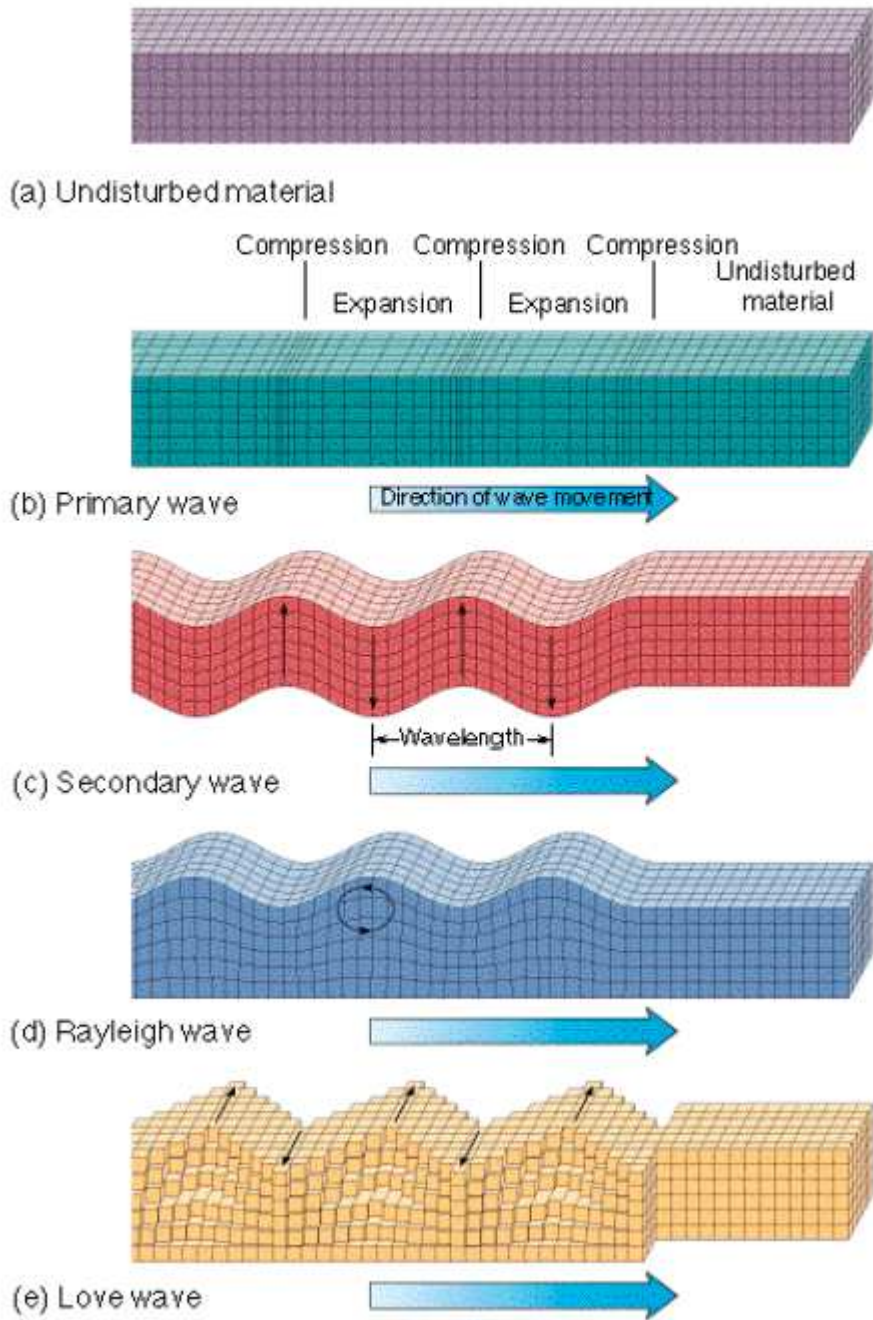 (a) Undisturbed material
Compression Compression Compression
Undisturbed
material
Expansion Expansion
(b) Primary wave
Direction of wave movement
Wavelength
(c) Secondary wave
(d) Rayleigh wave
(e) Love wave